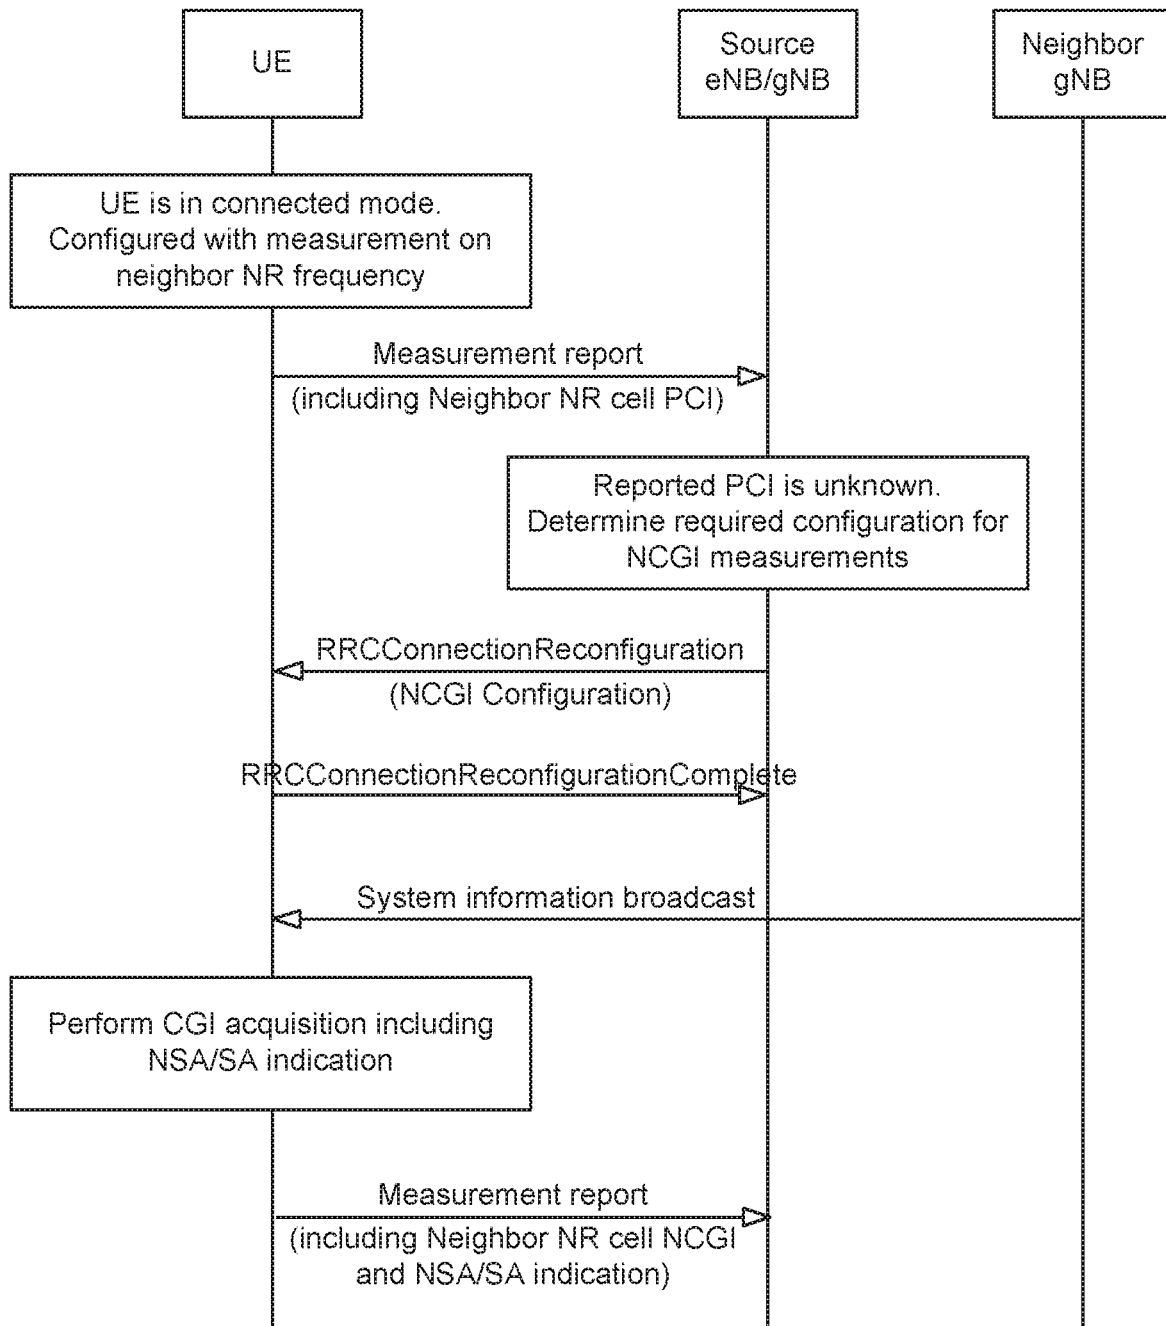 UE
Source
eNB/gNB
Neighbor
gNB
UE is in connected mode.
Configured with measurement on
neighbor NR frequency
Measurement report
(including Neighbor NR cell PCI)
Reported PCI is unknown.
Determine required configuration for
NCGI measurements
RRCConnectionReconfiguration
(NCGI Configuration)
RRCConnectionReconfigurationComplete
System information broadcast
Perform CGI acquisition including
NSA/SA indication
Measurement report
(including Neighbor NR cell NCGI
and NSA/SA indication)